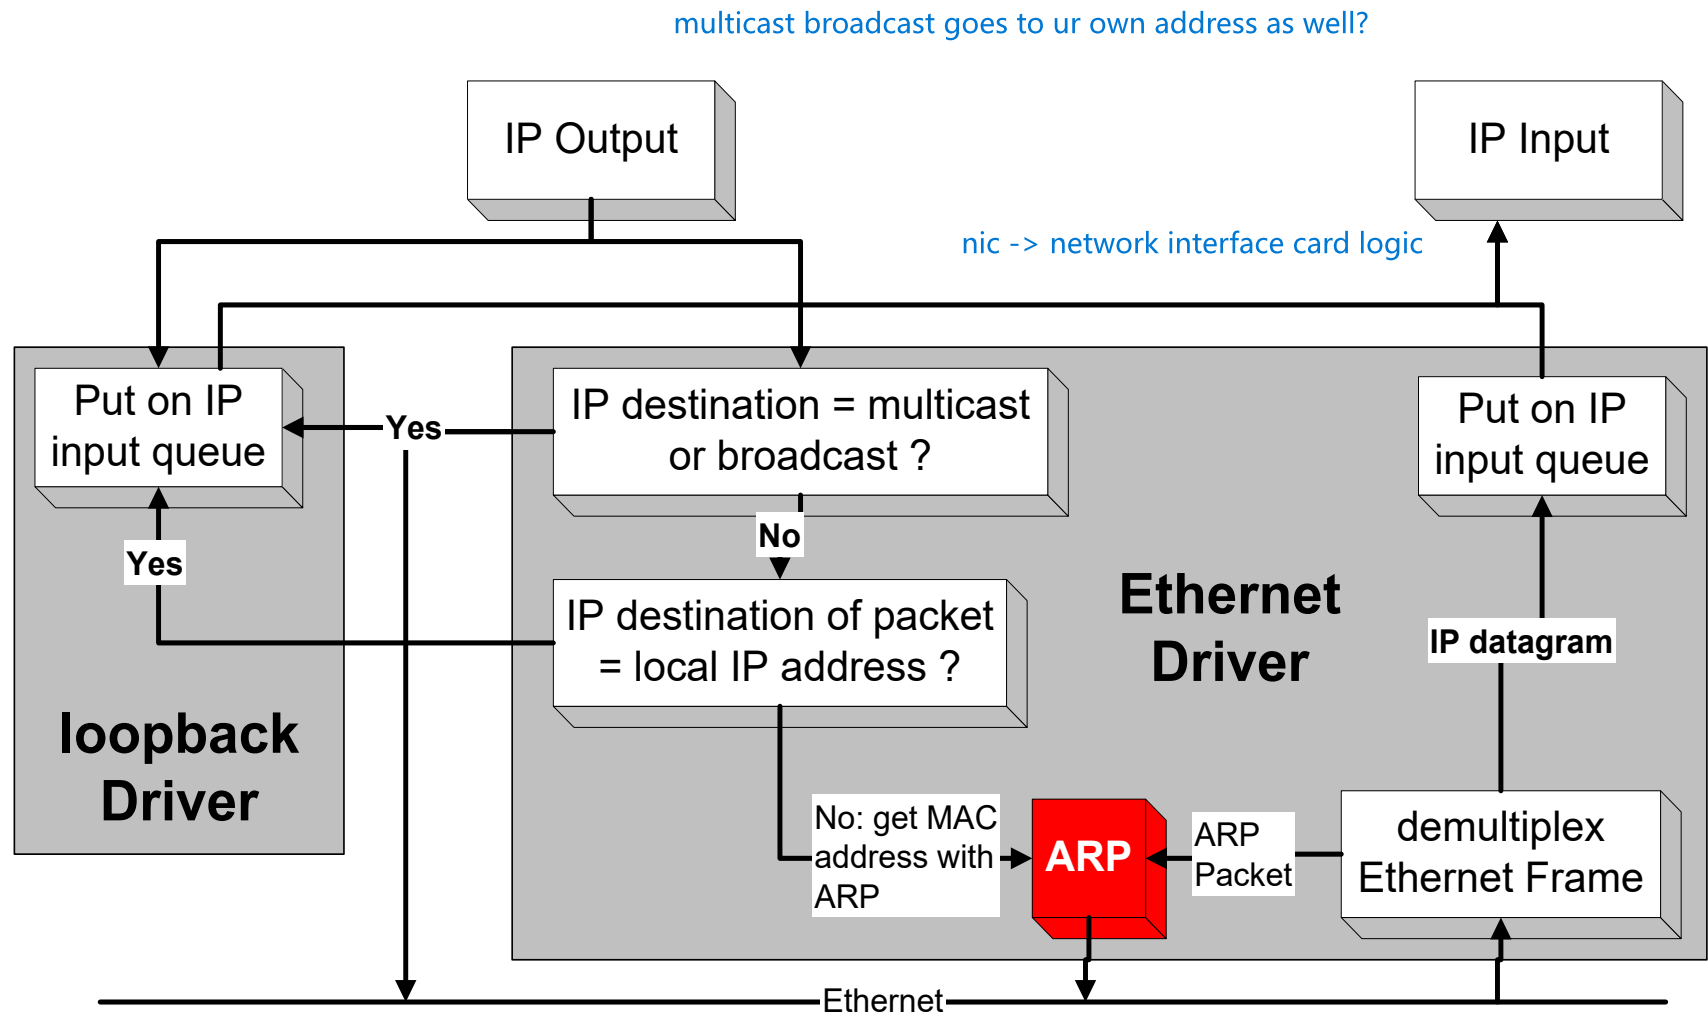 multicast broadcast goes to ur own address as well?
IP Output
IP Input
nic -> network interface card logic
Put on IP
input queue
Yes
IP destination = multicast
or broadcast ?
Put on IP
input queue
No
Yes
IP destination of packet
= local IP address ?
Ethernet
Driver
IP datagram
loopback
Driver
No: get MAC
address with
ARP
ARP
ARP
Packet
demultiplex
Ethernet Frame
Ethernet